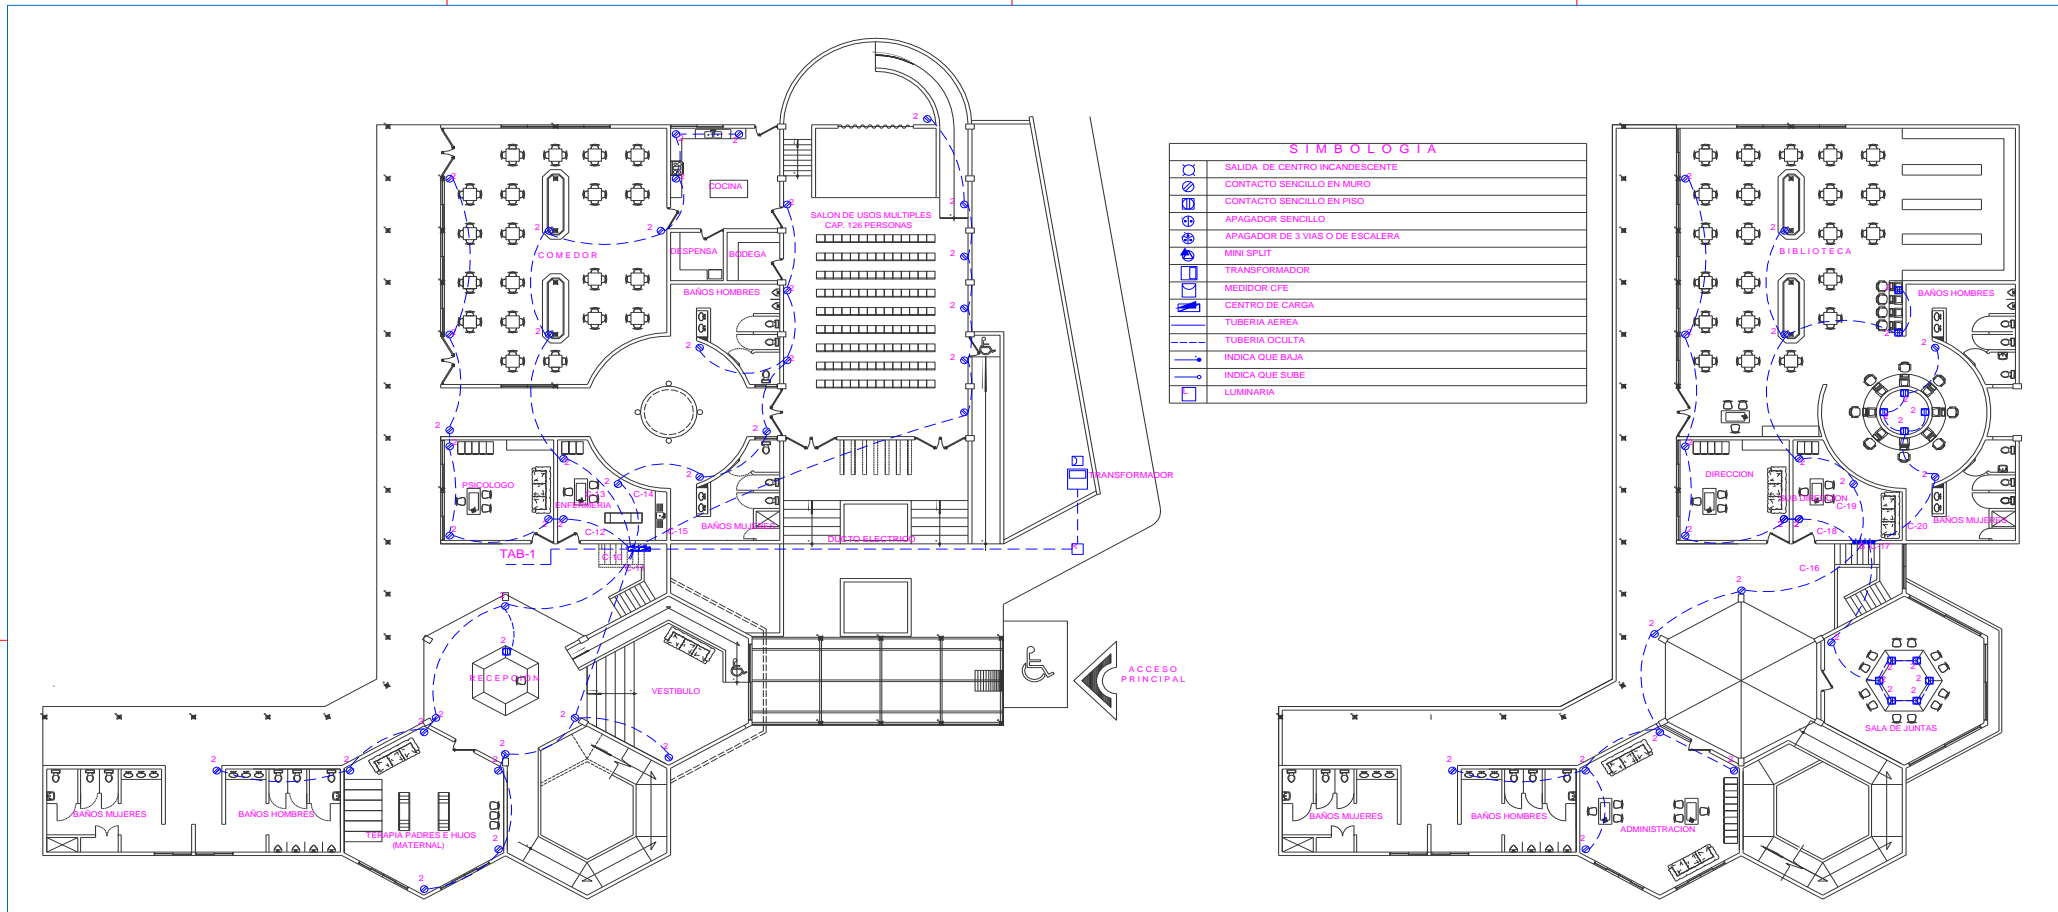 COCINA
SALON DE USOS MULTIPLES
CAP. 126 PERSONAS
COMEDOR
DESPENSA
BODEGA
BAÑOS HOMBRES
PSICOLOGO
ENFERMERIA
C-13
C-14
C-12
C-15
BAÑOS MUJERES
DUCTO ELECTRICO
TRANSFORMADOR
TAB-1
C-10
C-11
RECEPCION
VESTIBULO
ACCESO
PRINCIPAL
BAÑOS MUJERES
BAÑOS HOMBRES
TERAPIA PADRES E HIJOS
(MATERNAL)
SIMBOLOGIA
SALIDA DE CENTRO INCANDESCENTE
CONTACTO SENCILLO EN MURO
CONTACTO SENCILLO EN PISO
APAGADOR SENCILLO
APAGADOR DE 3 VIAS O DE ESCALERA
MINI SPLIT
TRANSFORMADOR
MEDIDOR CFE
CENTRO DE CARGA
TUBERIA AEREA
TUBERIA OCULTA
INDICA QUE BAJA
INDICA QUE SUBE
LUMINARIA
BIBLIOTECA
BAÑOS HOMBRES
DIRECCION
SUB DIRECCION
C-19
C-18
C-20
BAÑOS MUJERES
C-17
C-16
SALA DE JUNTAS
ADMINISTRACIÓN
BAÑOS MUJERES
BAÑOS HOMBRES